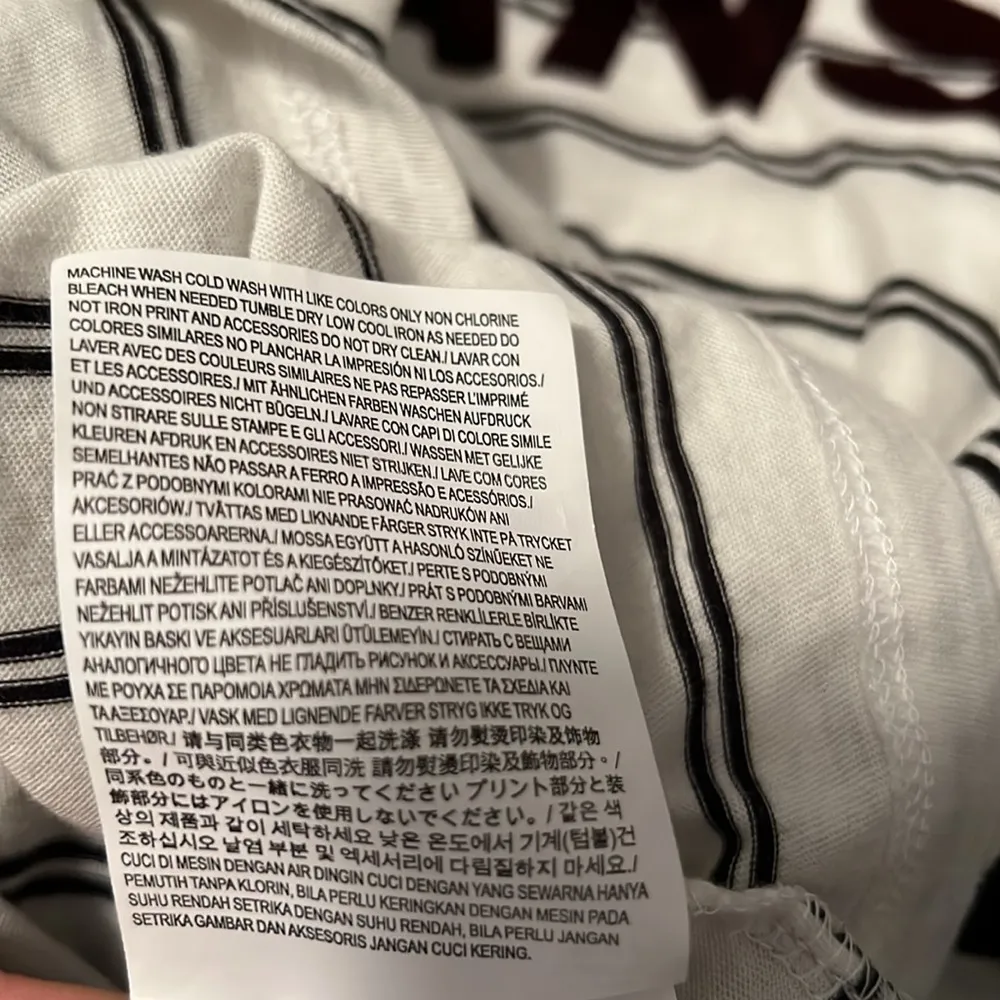 MACHINE WASH COLD WASH WITH LIKE COLORS ONLY NON CHLORINE
BLEACH WHEN NEEDED TUMBLE DRY LOW COOL IRON AS NEEDED DO
NOT IRON PRINT AND ACCESSORIES DO NOT DRY CLEAN./ LAVAR CON
COLORES SIMILARES NO PLANCHAR LA IMPRESIÓN NI LOS ACCESORIOS./
LAVER AVEC DES COULEURS SIMILAIRES NE PAS REPASSER L'IMPRIMÉ
ET LES ACCESSOIRES./ MIT ÄHNLICHEN FARBEN WASCHEN AUFDRUCK
UND ACCESSOIRES NICHT BÜGELN./ LAVARE CON CAPI DI COLORE SIMILE
NON STIRARE SULLE STAMPE E GLI ACCESSORI./ WASSEN MET GELIJKE
KLEUREN AFDRUK EN ACCESSOIRES NIET STRIJKEN./ LAVE COM CORES
SEMELHANTES NÃO PASSAR A FERRO A IMPRESSÃO E ACESSÓRIOS./
PRAĆ Z PODOBNYMI KOLORAMI NIE PRASOWAĆ NADRUKÓW ANI
AKCESORIÓW./ TVÄTTAS MED LIKNANDE FÄRGER STRYK INTE PÅ TRYCKET
ELLER ACCESSOARERNA./ MOSSA EGYÜTT A HASONLÓ SZÍNŰEKET NE
VASALJA A MINTÁZATOT ÉS A KIEGÉSZÍTŐKET./ PERTE S PODOBNÝMI
FARBAMI NEŽEHLITE POTLAČ ANI DOPLNKY./ PRÁT S PODOBNÝMI BARVAMI
NEŽEHLIT POTISK ANI PŘÍSLUŠENSTVÍ./ BENZER RENKLİLERLE BİRLİKTE
YIKAYIN BASKI VE AKSESUARLARI ÜTÜLEMEYİN./ СТИРАТЬ С ВЕЩАМИ
АНАЛОГИЧНОГО ЦВЕТА НЕ ГЛАДИТЬ РИСУНОК И АКСЕССУАРЫ./ ΠΛΥΝΤΕ
ΜΕ ΡΟΥΧΑ ΣΕ ΠΑΡΟΜΟΙΑ ΧΡΩΜΑΤΑ ΜΗΝ ΣΙΔΕΡΩΝΕΤΕ ΤΑ ΣΧΕΔΙΑ ΚΑΙ
ΤΑ ΑΞΕΣΟΥΑΡ./ VASK MED LIGNENDE FARVER STRYG IKKE TRYK OG
TILBEHØR./ 请与同类色衣物一起洗涤 请勿熨烫印染及饰物
部分。/ 可與近似色衣服同洗 請勿熨燙印染及飾物部分。/
同系色のものと一緒に洗ってください プリント部分と装
飾部分にはアイロンを使用しないでください。/ 같은 색
상의 제품과 같이 세탁하세요 낮은 온도에서 기계(텀블)건
조하십시오 날염 부분 및 엑세서리에 다림질하지 마세요./
CUCI DI MESIN DENGAN AIR DINGIN CUCI DENGAN YANG SEWARNA HANYA
PEMUTIH TANPA KLORIN, BILA PERLU KERINGKAN DENGAN MESIN PADA
SUHU RENDAH SETRIKA DENGAN SUHU RENDAH, BILA PERLU JANGAN
SETRIKA GAMBAR DAN AKSESORIS JANGAN CUCI KERING.